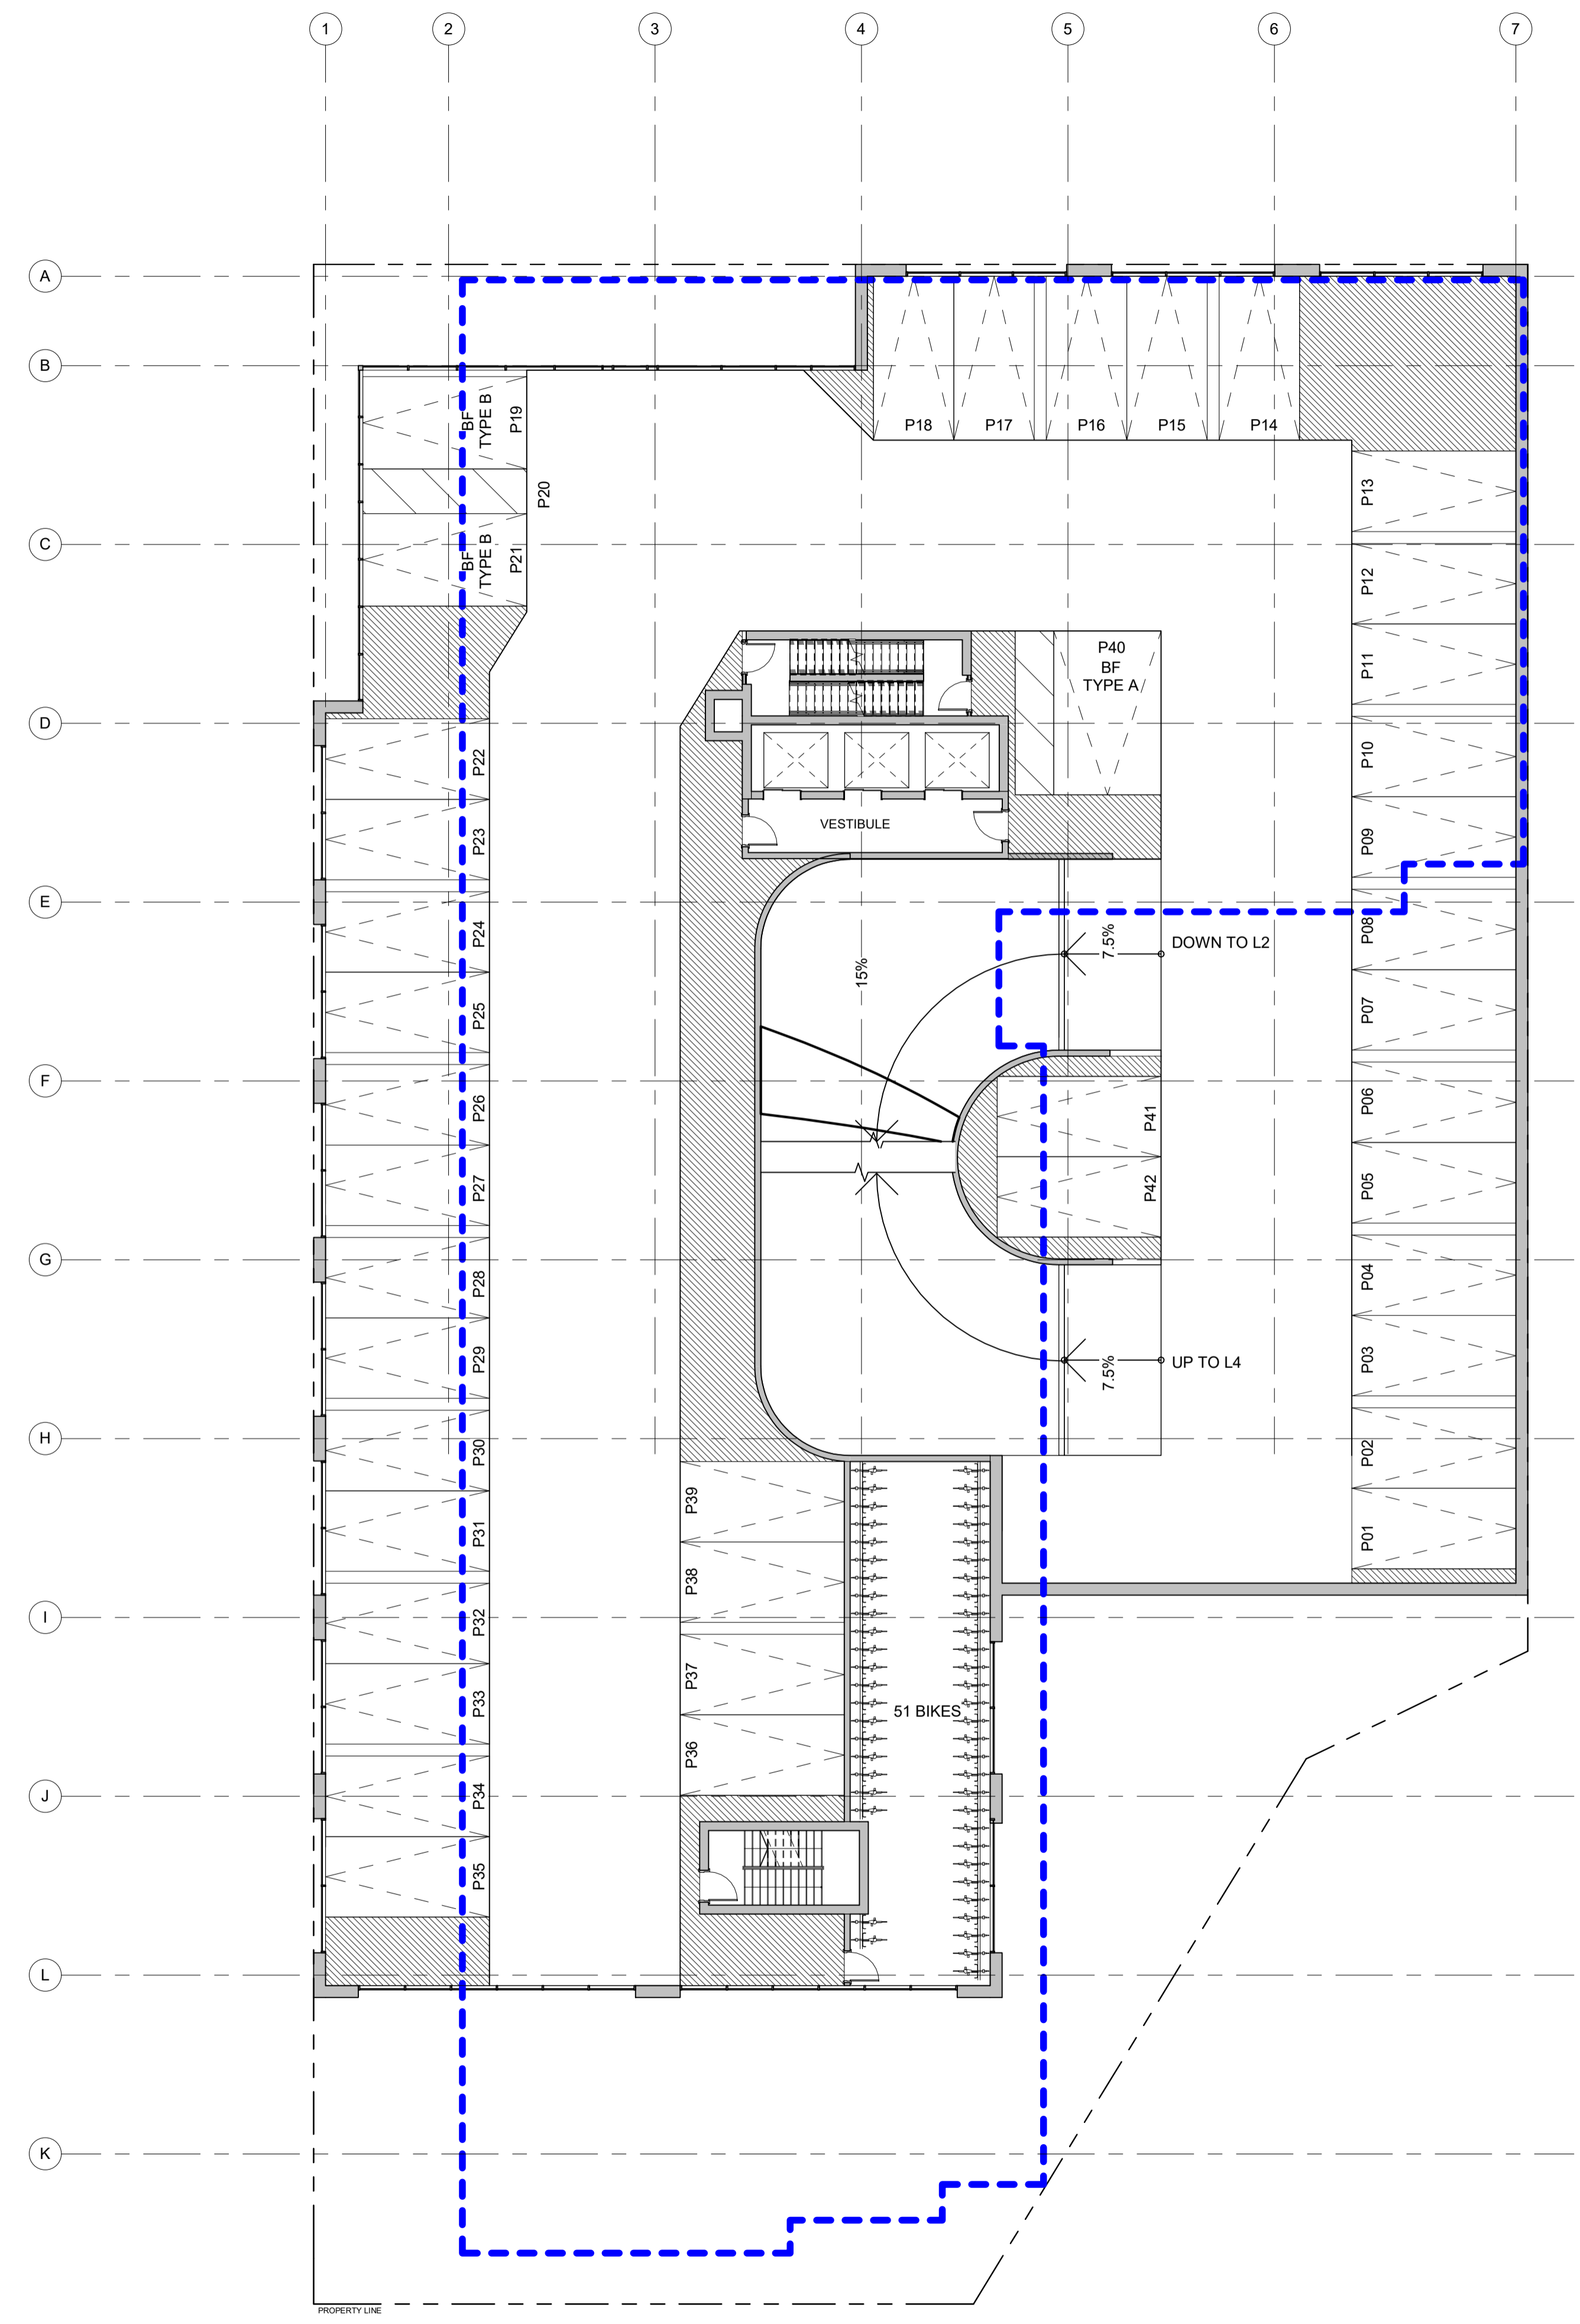 1
2
3
4
5
6
7
A
B
C
D
E
F
G
H
I
J
L
K
P18
P17
P16
P15
P14
BF
TYPE B
P19
P20
BF
TYPE B
P21
P13
P12
P11
P10
P09
P08
P07
P06
P05
P04
P03
P02
P01
P40
BF
TYPE A
VESTIBULE
P22
P23
P24
P25
P26
P27
P28
P29
P30
P31
P32
P33
P34
P35
15%
7.5%
DOWN TO L2
P41
P42
7.5%
UP TO L4
P39
P38
P37
P36
51 BIKES
PROPERTY LINE